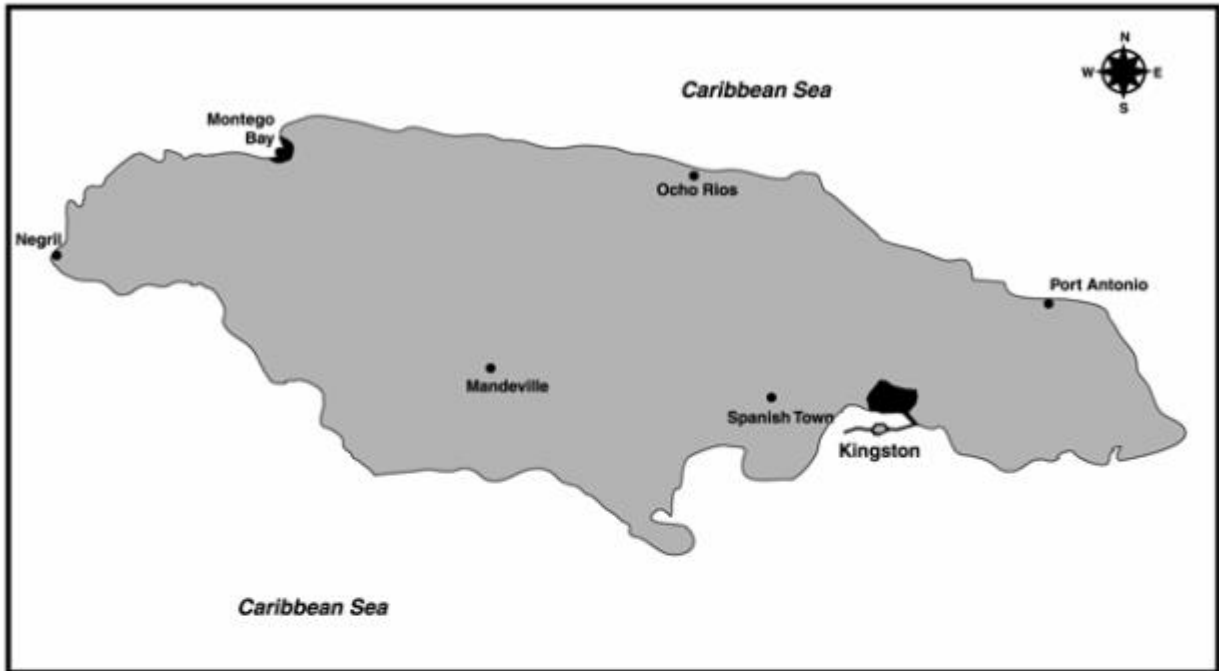 N
W E
S
Caribbean Sea
Montego
Bay
Ocho Rios
Negril
Port Antonio
Mandeville
Spanish Town
Kingston
Caribbean Sea